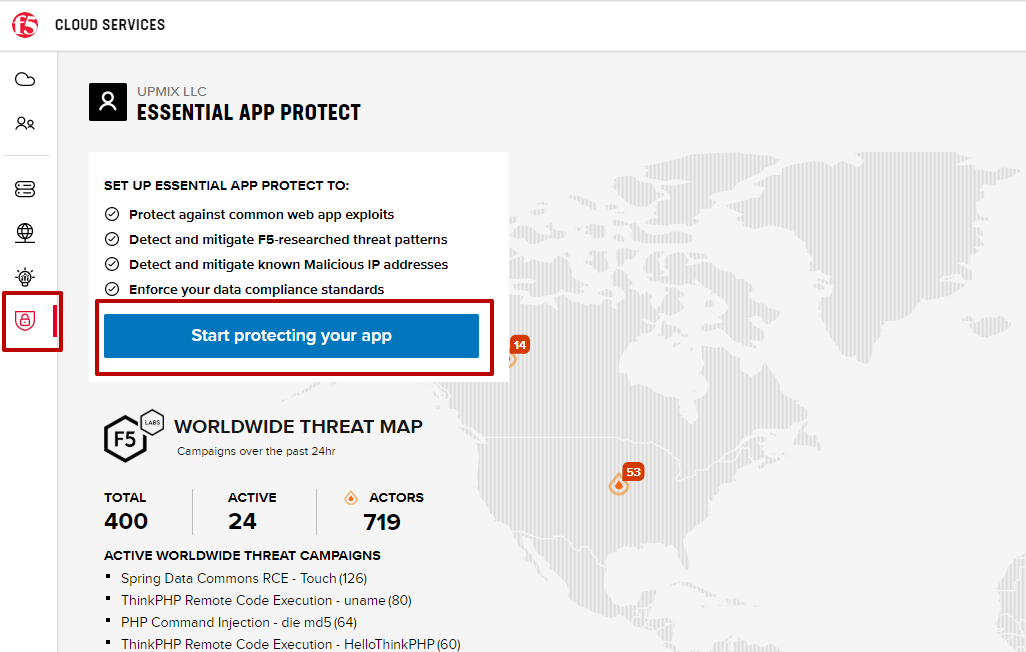 f5 CLOUD SERVICES
UPMIX LLC
ESSENTIAL APP PROTECT
SET UP ESSENTIAL APP PROTECT TO:
Protect against common web app exploits
Detect and mitigate F5-researched threat patterns
Detect and mitigate known Malicious IP addresses
Enforce your data compliance standards
Start protecting your app
14
F5 LABS WORLDWIDE THREAT MAP
Campaigns over the past 24hr
53
TOTAL ACTIVE ACTORS
400 24 719
ACTIVE WORLDWIDE THREAT CAMPAIGNS
Spring Data Commons RCE - Touch (126)
ThinkPHP Remote Code Execution - uname (80)
PHP Command Injection - die md5 (64)
ThinkPHP Remote Code Execution - HelloThinkPHP (60)